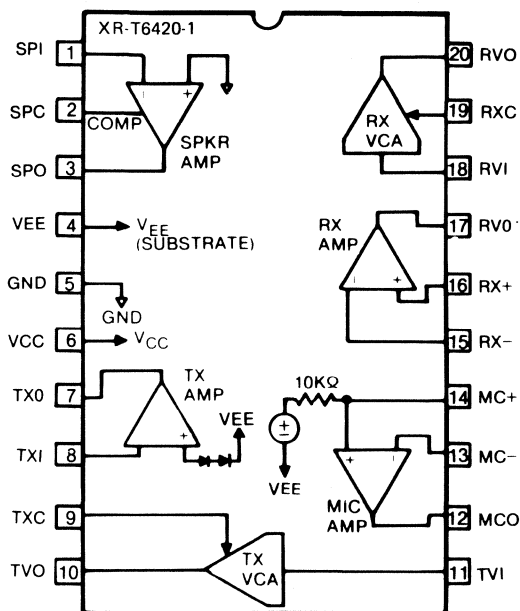 XR-T6420-1
SPI 1
SPC 2
SPO 3
VEE 4
GND 5
VCC 6
TX0 7
TXI 8
TXC 9
TVO 10
COMP
− +
SPKR
AMP
VEE
(SUBSTRATE)
GND
VCC
TX
AMP
− +
VEE
TX
VCA
20 RVO
19 RXC
18 RVI
17 RV0
16 RX+
15 RX-
14 MC+
13 MC-
12 MCO
11 TVI
RX
VCA
RX
AMP
− +
10KΩ
±
VEE
+ −
MIC
AMP